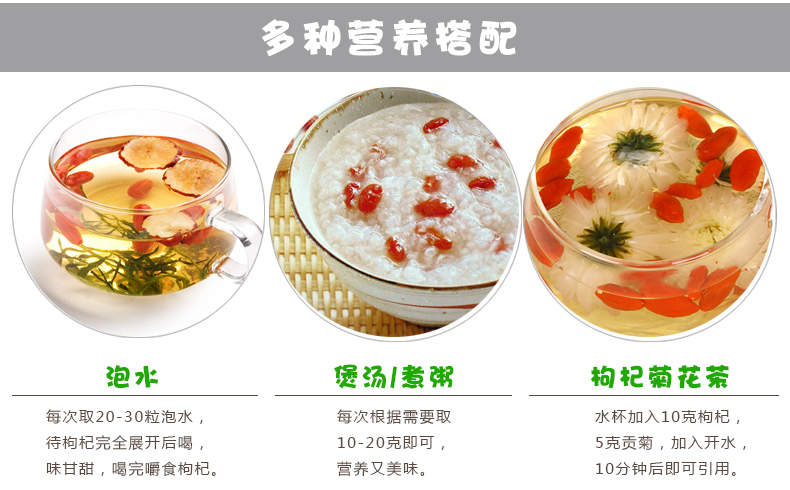 多种营养搭配
泡水
每次取20-30粒泡水，
待枸杞完全展开后喝，
味甘甜，喝完嚼食枸杞。
煲汤/煮粥
每次根据需要取
10-20克即可，
营养又美味。
枸杞菊花茶
水杯加入10克枸杞，
5克贡菊，加入开水，
10分钟后即可引用。